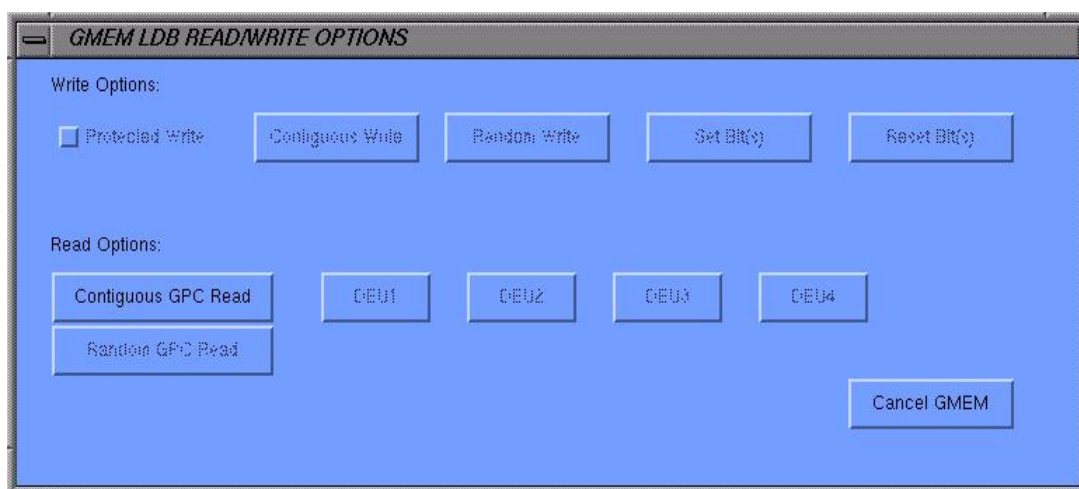 GMEM LDB READ/WRITE OPTIONS
Write Options:
Protected Write Contiguous Write Random Write Set Bit(s) Reset Bit(s)
Read Options:
Contiguous GPC Read DEU1 DEU2 DEU3 DEU4
Random GPC Read
Cancel GMEM